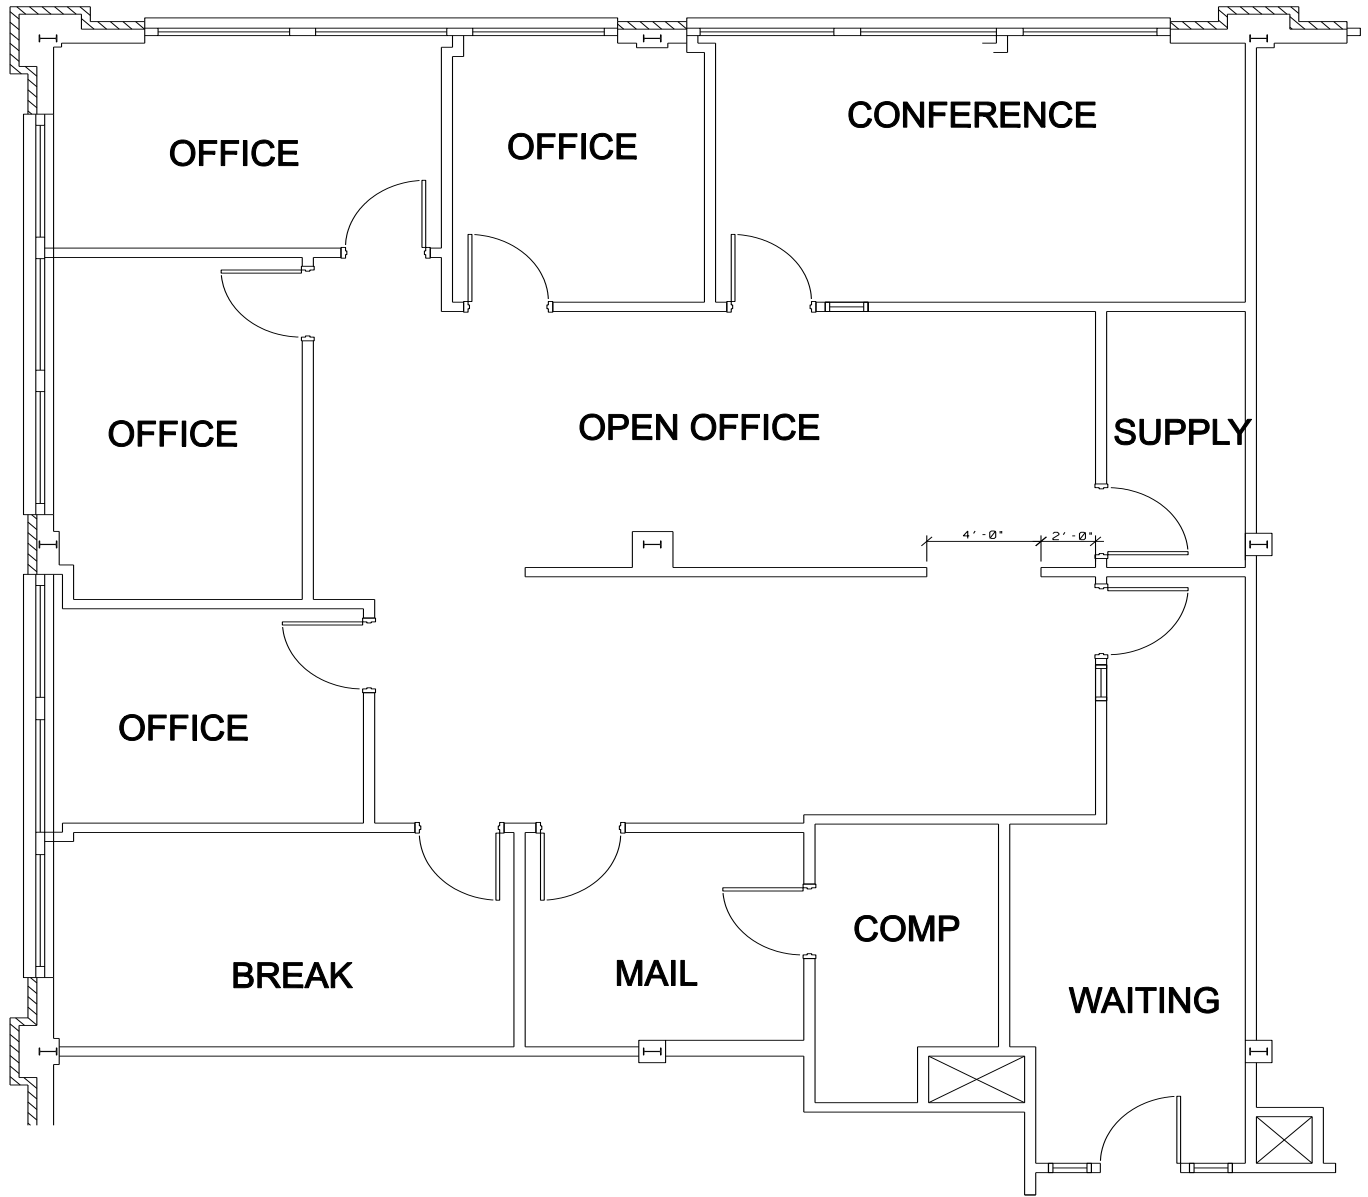 CONFERENCE
OFFICE
OFFICE
OFFICE
OPEN OFFICE
SUPPLY
4'-0"
2'-0"
OFFICE
COMP
BREAK
MAIL
WAITING